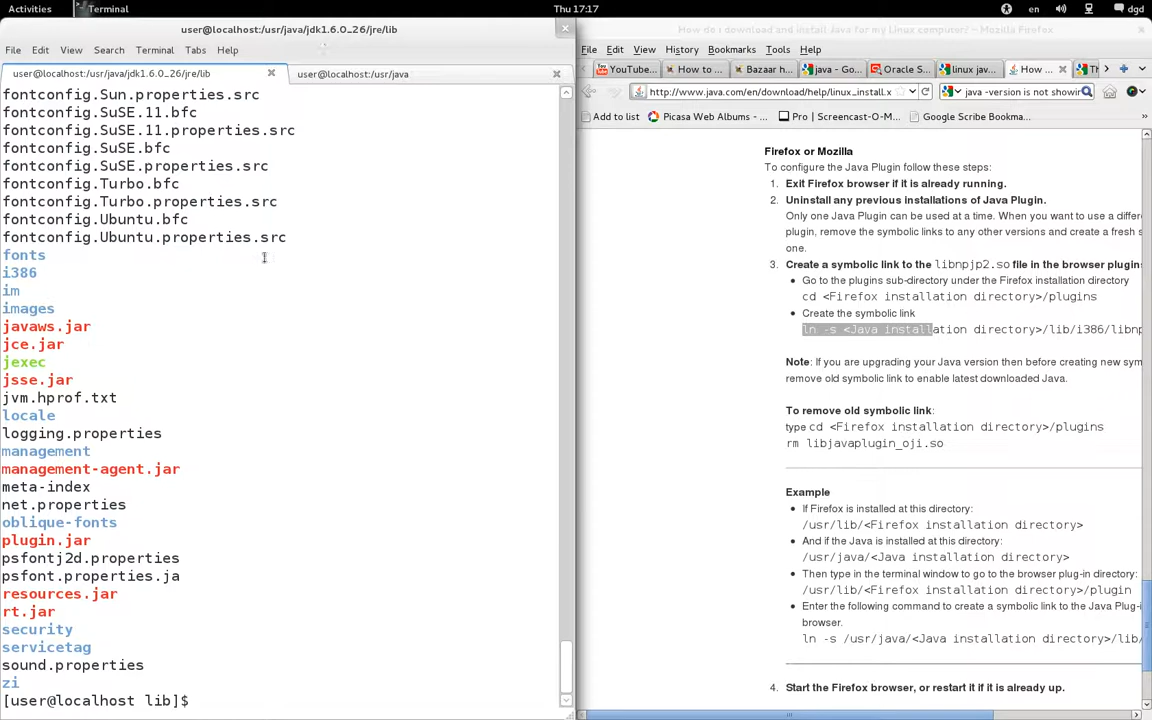 Activities
Terminal
Thu 17:17
en
dgd
user@localhost:/usr/java/jdk1.6.0_26/jre/lib
File Edit View Search Terminal Tabs Help
user@localhost:/usr/java/jdk1.6.0_26/jre/lib
user@localhost:/usr/java
fontconfig.Sun.properties.src
fontconfig.SuSE.11.bfc
fontconfig.SuSE.11.properties.src
fontconfig.SuSE.bfc
fontconfig.SuSE.properties.src
fontconfig.Turbo.bfc
fontconfig.Turbo.properties.src
fontconfig.Ubuntu.bfc
fontconfig.Ubuntu.properties.src
fonts
i386
im
images
javaws.jar
jce.jar
jexec
jsse.jar
jvm.hprof.txt
locale
logging.properties
management
management-agent.jar
meta-index
net.properties
oblique-fonts
plugin.jar
psfontj2d.properties
psfont.properties.ja
resources.jar
rt.jar
security
servicetag
sound.properties
zi
[user@localhost lib]$
How do I download and install Java for my Linux computer? - Mozilla Firefox
File Edit View History Bookmarks Tools Help
YouTube...
How to ...
Bazaar h...
java - Go...
Oracle S...
linux jav...
How ...
Th
http://www.java.com/en/download/help/linux_install.x
java -version is not showin
Add to list
Picasa Web Albums - ...
Pro | Screencast-O-M...
Google Scribe Bookma...
Firefox or Mozilla
To configure the Java Plugin follow these steps:
1. Exit Firefox browser if it is already running.
2. Uninstall any previous installations of Java Plugin.
Only one Java Plugin can be used at a time. When you want to use a differe
plugin, remove the symbolic links to any other versions and create a fresh s
one.
3. Create a symbolic link to the libnpjp2.so file in the browser plugins
• Go to the plugins sub-directory under the Firefox installation directory
cd <Firefox installation directory>/plugins
• Create the symbolic link
ln -s <Java installation directory>/lib/i386/libnp
Note: If you are upgrading your Java version then before creating new sym
remove old symbolic link to enable latest downloaded Java.
To remove old symbolic link:
type cd <Firefox installation directory>/plugins
rm libjavaplugin_oji.so
Example
• If Firefox is installed at this directory:
/usr/lib/<Firefox installation directory>
• And if the Java is installed at this directory:
/usr/java/<Java installation directory>
• Then type in the terminal window to go to the browser plug-in directory:
/usr/lib/<Firefox installation directory>/plugin
• Enter the following command to create a symbolic link to the Java Plug-i
browser.
ln -s /usr/java/<Java installation directory>/lib/
4. Start the Firefox browser, or restart it if it is already up.